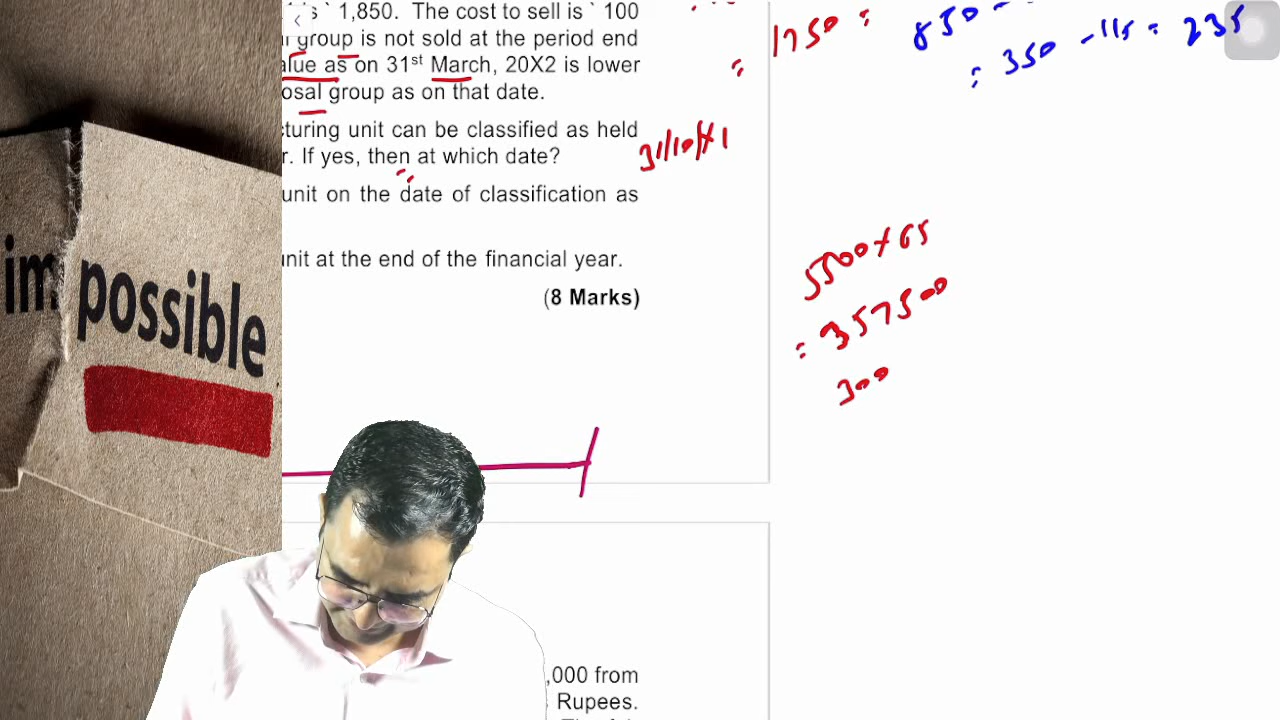 im possible
's ` 1,850. The cost to sell is ` 100
group is not sold at the period end
alue as on 31st March, 20X2 is lower
osal group as on that date.
cturing unit can be classified as held
r. If yes, then at which date?
unit on the date of classification as
unit at the end of the financial year.
(8 Marks)
,000 from
Rupees.
= 1750 =
850 -
= 350 - 115 = 235
31/10/X1
5500 × 65
= 357500
300